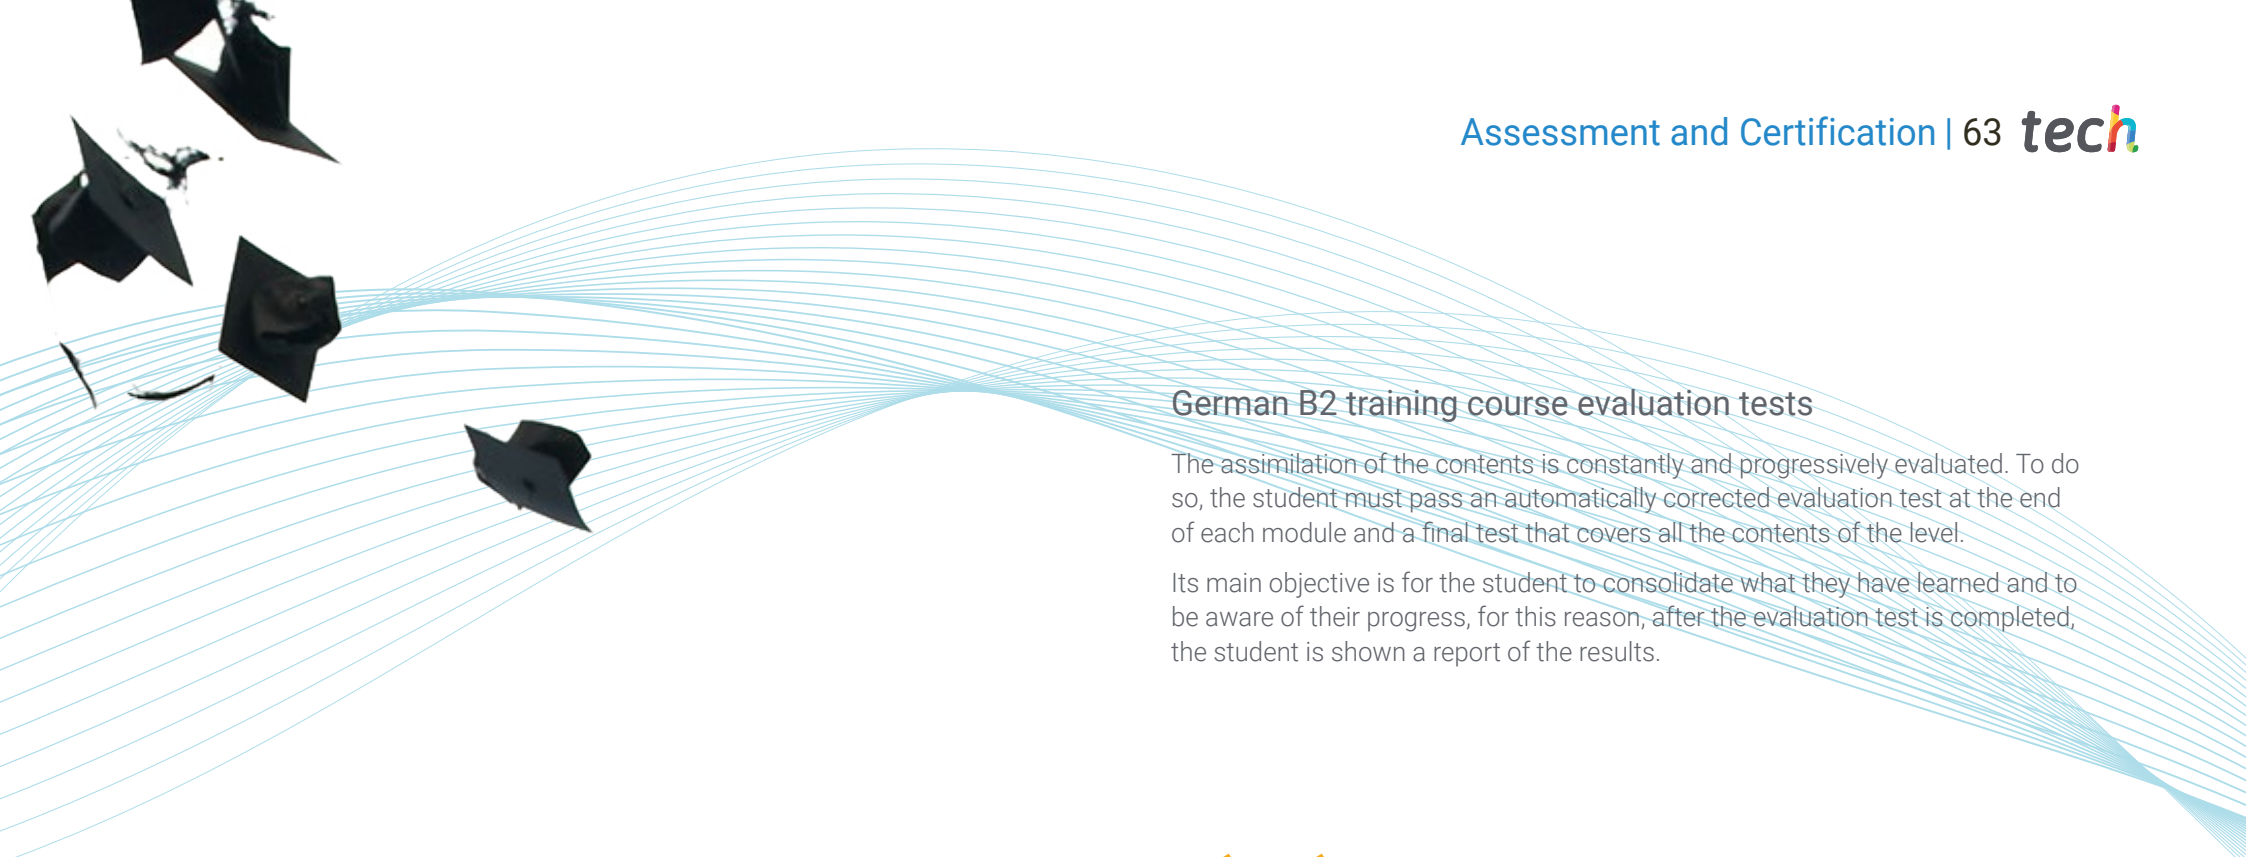 Assessment and Certification | 63 tech
German B2 training course evaluation tests
The assimilation of the contents is constantly and progressively evaluated. To do
so, the student must pass an automatically corrected evaluation test at the end
of each module and a final test that covers all the contents of the level.
Its main objective is for the student to consolidate what they have learned and to
be aware of their progress, for this reason, after the evaluation test is completed,
the student is shown a report of the results.